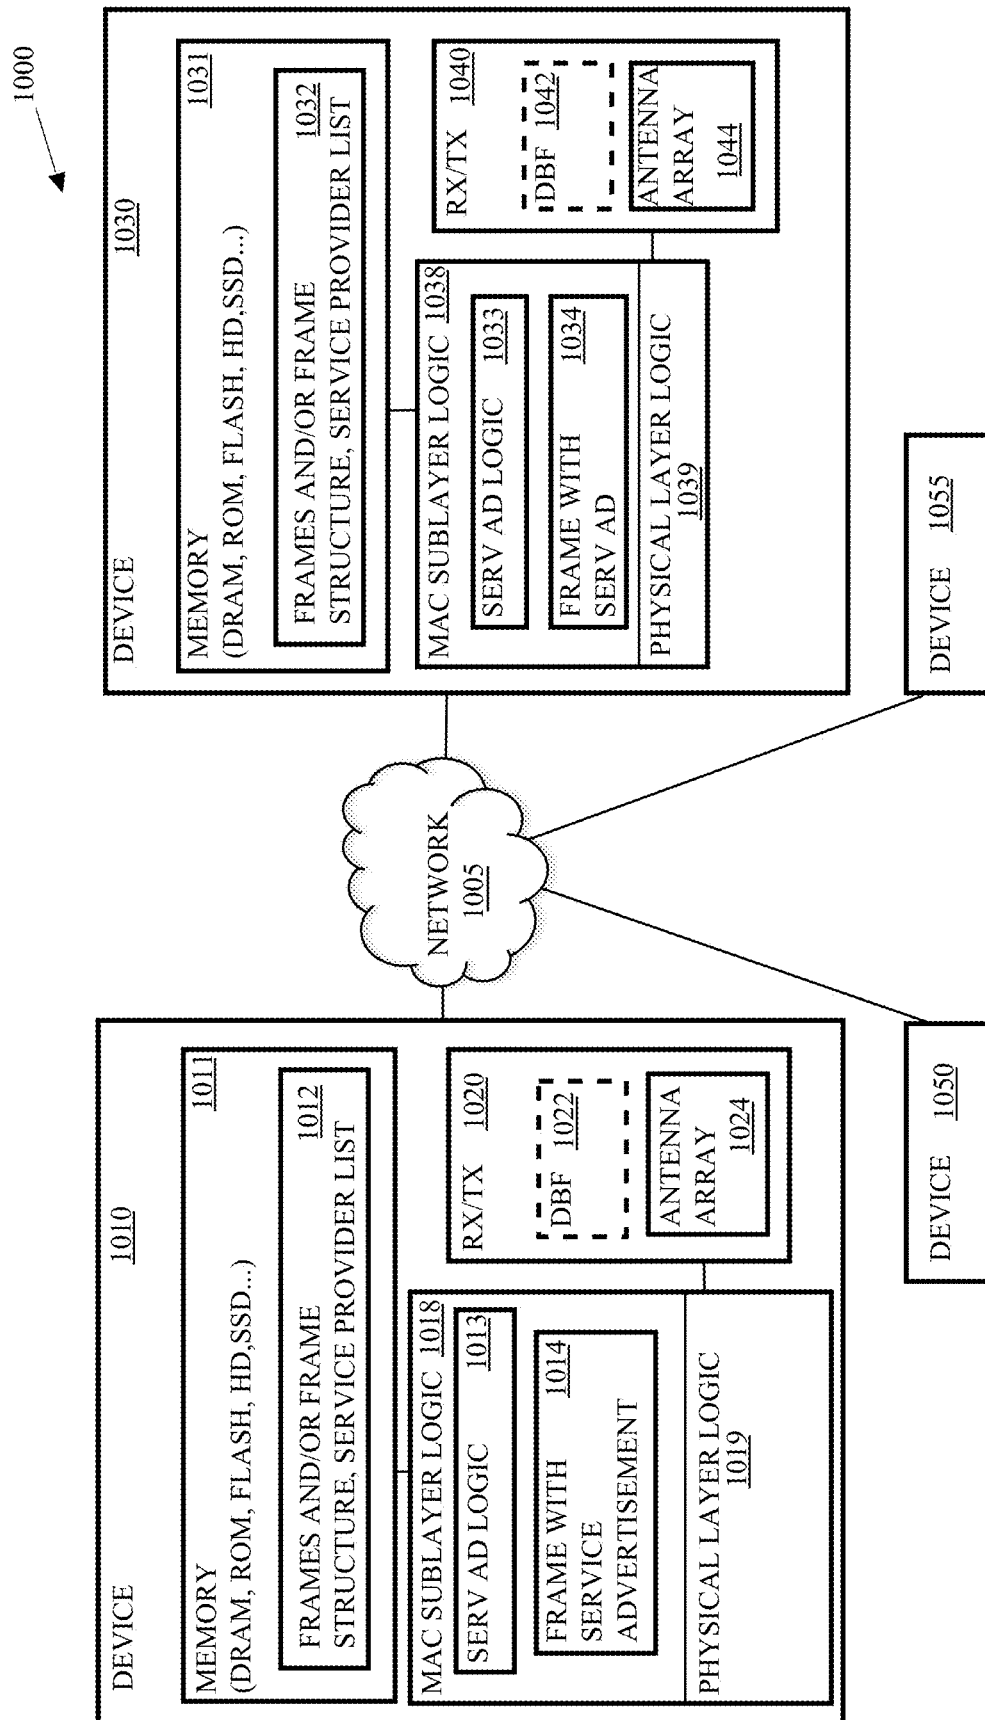 1000
DEVICE 1010
MEMORY 1011
(DRAM, ROM, FLASH, HD,SSD...)
FRAMES AND/OR FRAME 1012
STRUCTURE, SERVICE PROVIDER LIST
MAC SUBLAYER LOGIC 1018
SERV AD LOGIC 1013
FRAME WITH 1014
SERVICE
ADVERTISEMENT
PHYSICAL LAYER LOGIC
1019
RX/TX 1020
DBF 1022
ANTENNA
ARRAY 1024
NETWORK
1005
DEVICE 1030
MEMORY 1031
(DRAM, ROM, FLASH, HD,SSD...)
FRAMES AND/OR FRAME 1032
STRUCTURE, SERVICE PROVIDER LIST
MAC SUBLAYER LOGIC 1038
SERV AD LOGIC 1033
FRAME WITH 1034
SERV AD
PHYSICAL LAYER LOGIC
1039
RX/TX 1040
DBF 1042
ANTENNA
ARRAY
1044
DEVICE 1050
DEVICE 1055